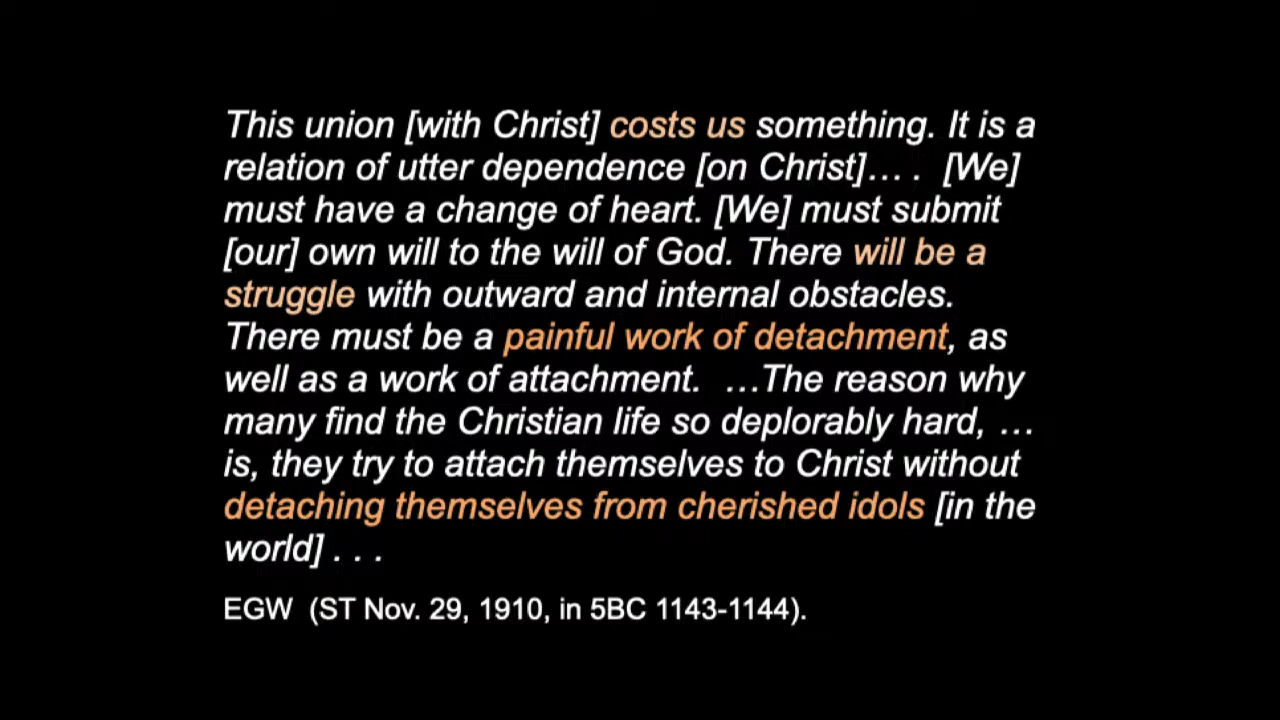 This union [with Christ] costs us something. It is a
relation of utter dependence [on Christ]… .  [We]
must have a change of heart. [We] must submit
[our] own will to the will of God. There will be a
struggle with outward and internal obstacles.
There must be a painful work of detachment, as
well as a work of attachment.  …The reason why
many find the Christian life so deplorably hard, …
is, they try to attach themselves to Christ without
detaching themselves from cherished idols [in the
world] . . .
EGW  (ST Nov. 29, 1910, in 5BC 1143-1144).